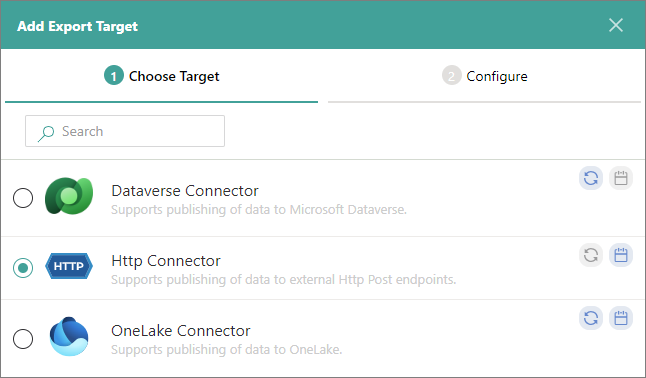 Add Export Target
1 Choose Target
2 Configure
Search
Dataverse Connector
Supports publishing of data to Microsoft Dataverse.
HTTP
Http Connector
Supports publishing of data to external Http Post endpoints.
OneLake Connector
Supports publishing of data to OneLake.